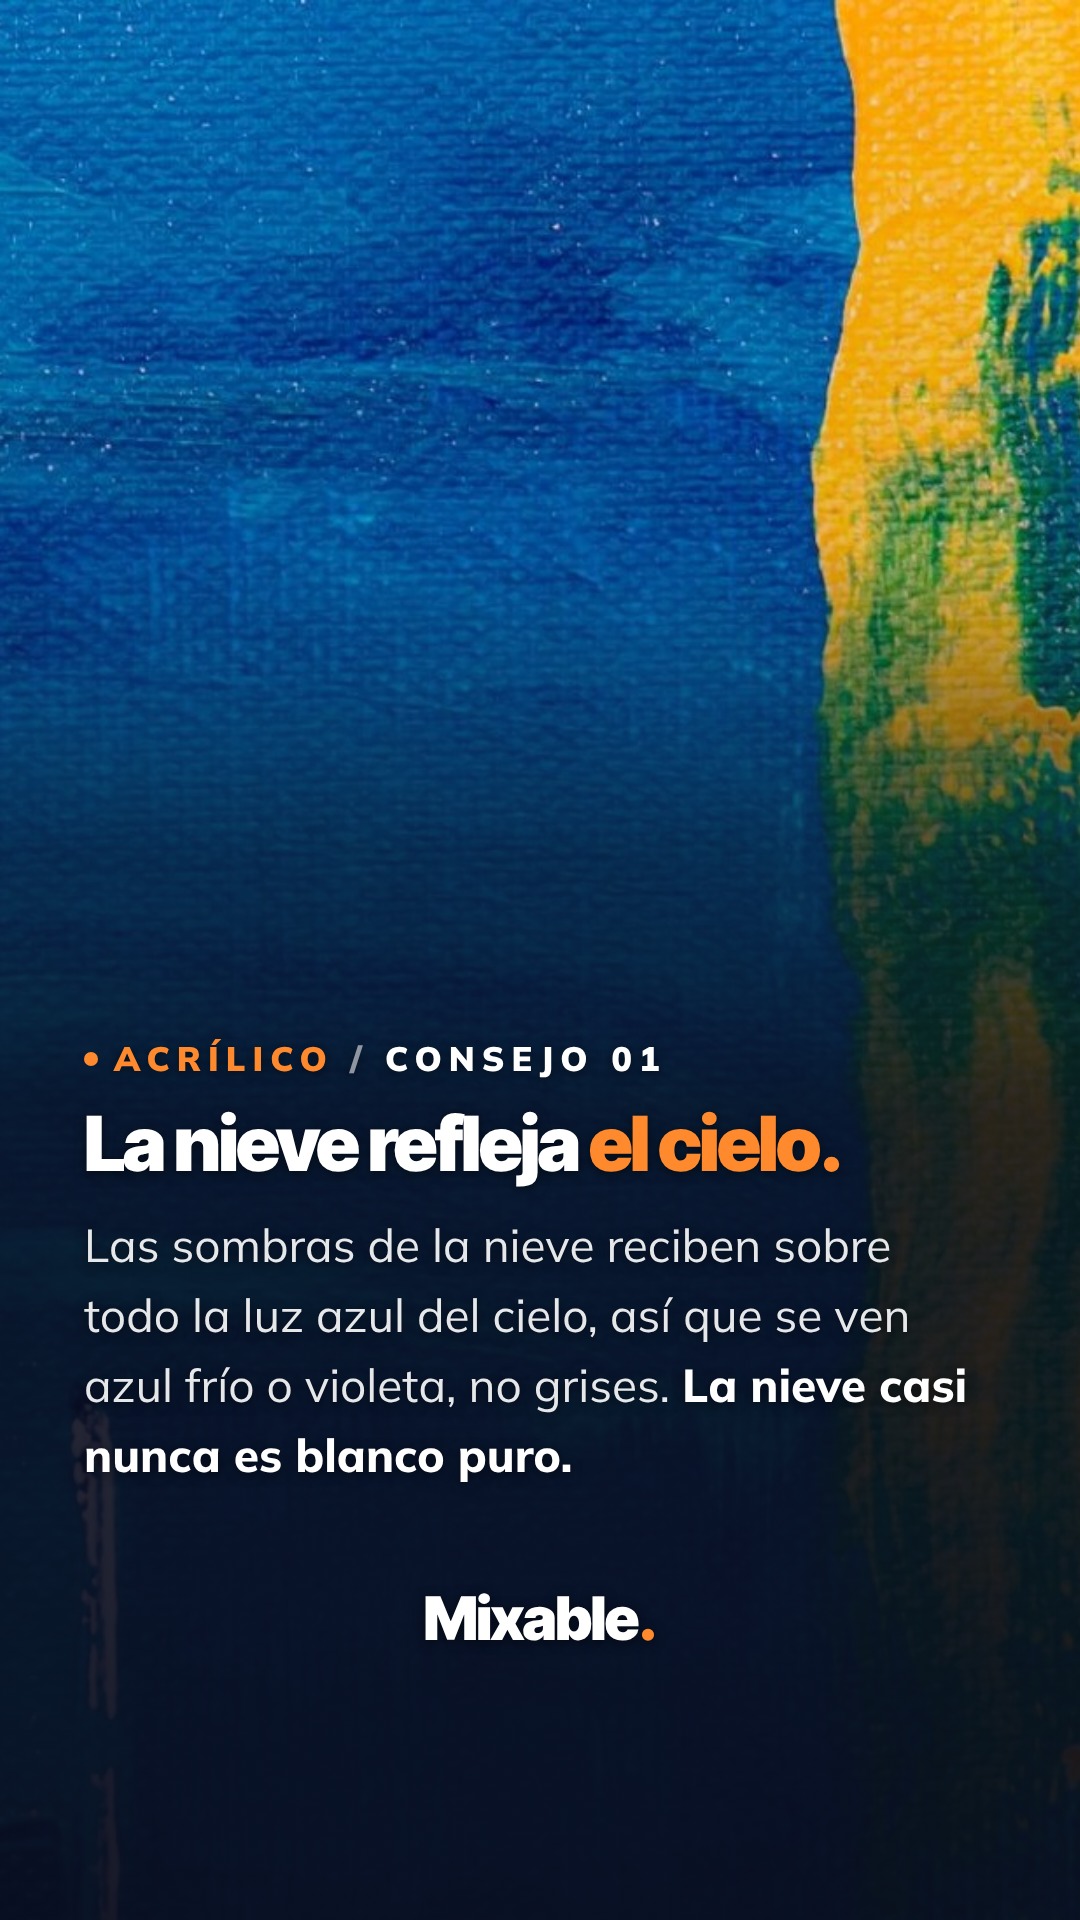 • ACRÍLICO / CONSEJO 01
La nieve refleja el cielo.
Las sombras de la nieve reciben sobre
todo la luz azul del cielo, así que se ven
azul frío o violeta, no grises. La nieve casi
nunca es blanco puro.
Mixable.